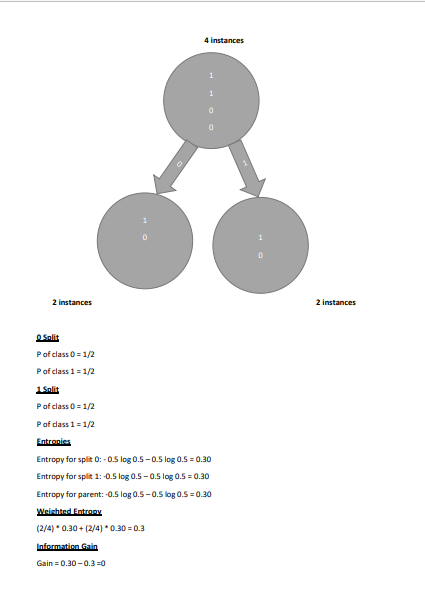 4 instances
1
1
0
0
0
1
1
0
1
0
2 instances
2 instances
0 Split
P of class 0 = 1/2
P of class 1 = 1/2
1 Split
P of class 0 = 1/2
P of class 1 = 1/2
Entropies
Entropy for split 0: - 0.5 log 0.5 – 0.5 log 0.5 = 0.30
Entropy for split 1: -0.5 log 0.5 – 0.5 log 0.5 = 0.30
Entropy for parent: -0.5 log 0.5 – 0.5 log 0.5 = 0.30
Weighted Entropy
(2/4) * 0.30 + (2/4) * 0.30 = 0.3
Information Gain
Gain = 0.30 – 0.3 =0